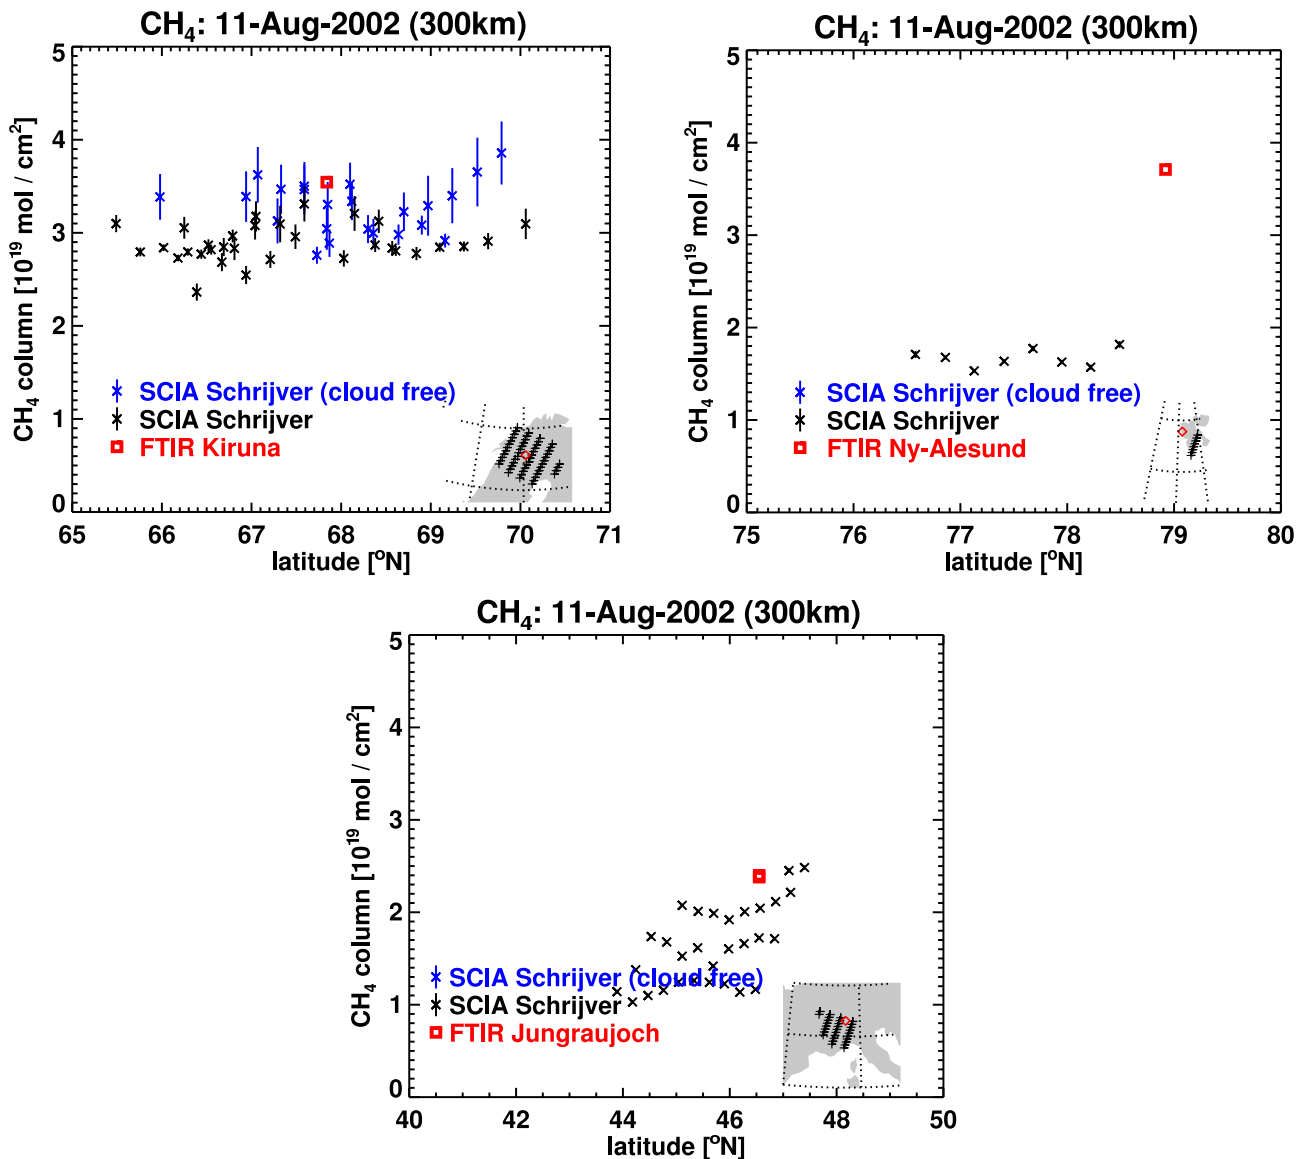 CH4: 11-Aug-2002 (300km)
CH4 column [10^19 mol / cm^2]
5
4
3
2
1
0
SCIA Schrijver (cloud free)
SCIA Schrijver
FTIR Kiruna
65 66 67 68 69 70 71
latitude [°N]
CH4: 11-Aug-2002 (300km)
CH4 column [10^19 mol / cm^2]
5
4
3
2
1
0
SCIA Schrijver (cloud free)
SCIA Schrijver
FTIR Ny-Alesund
75 76 77 78 79 80
latitude [°N]
CH4: 11-Aug-2002 (300km)
CH4 column [10^19 mol / cm^2]
5
4
3
2
1
0
SCIA Schrijver (cloud free)
SCIA Schrijver
FTIR Jungraujoch
40 42 44 46 48 50
latitude [°N]